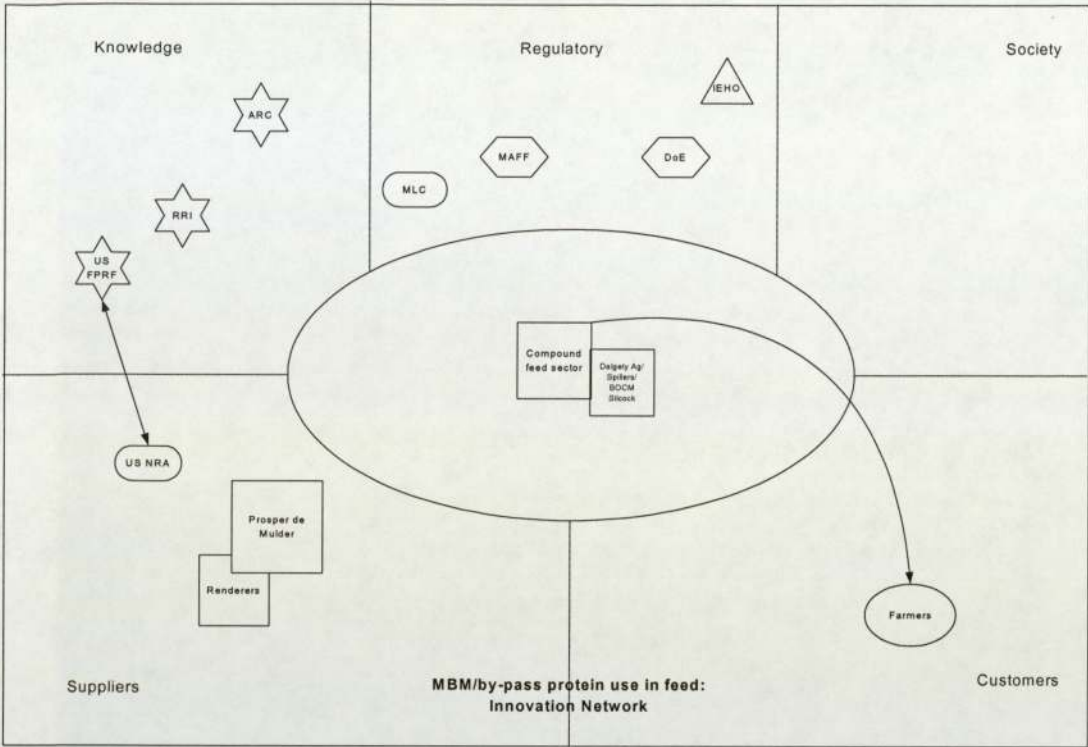 Knowledge
Regulatory
Society
IEHO
ARC
MAFF
DoE
MLC
RRI
US
FPRF
Compound
feed sector
Dalgety Ag/
Spillers/
BOCM
Silcock
US NRA
Prosper de
Mulder
Renderers
Farmers
Suppliers
MBM/by-pass protein use in feed:
Innovation Network
Customers